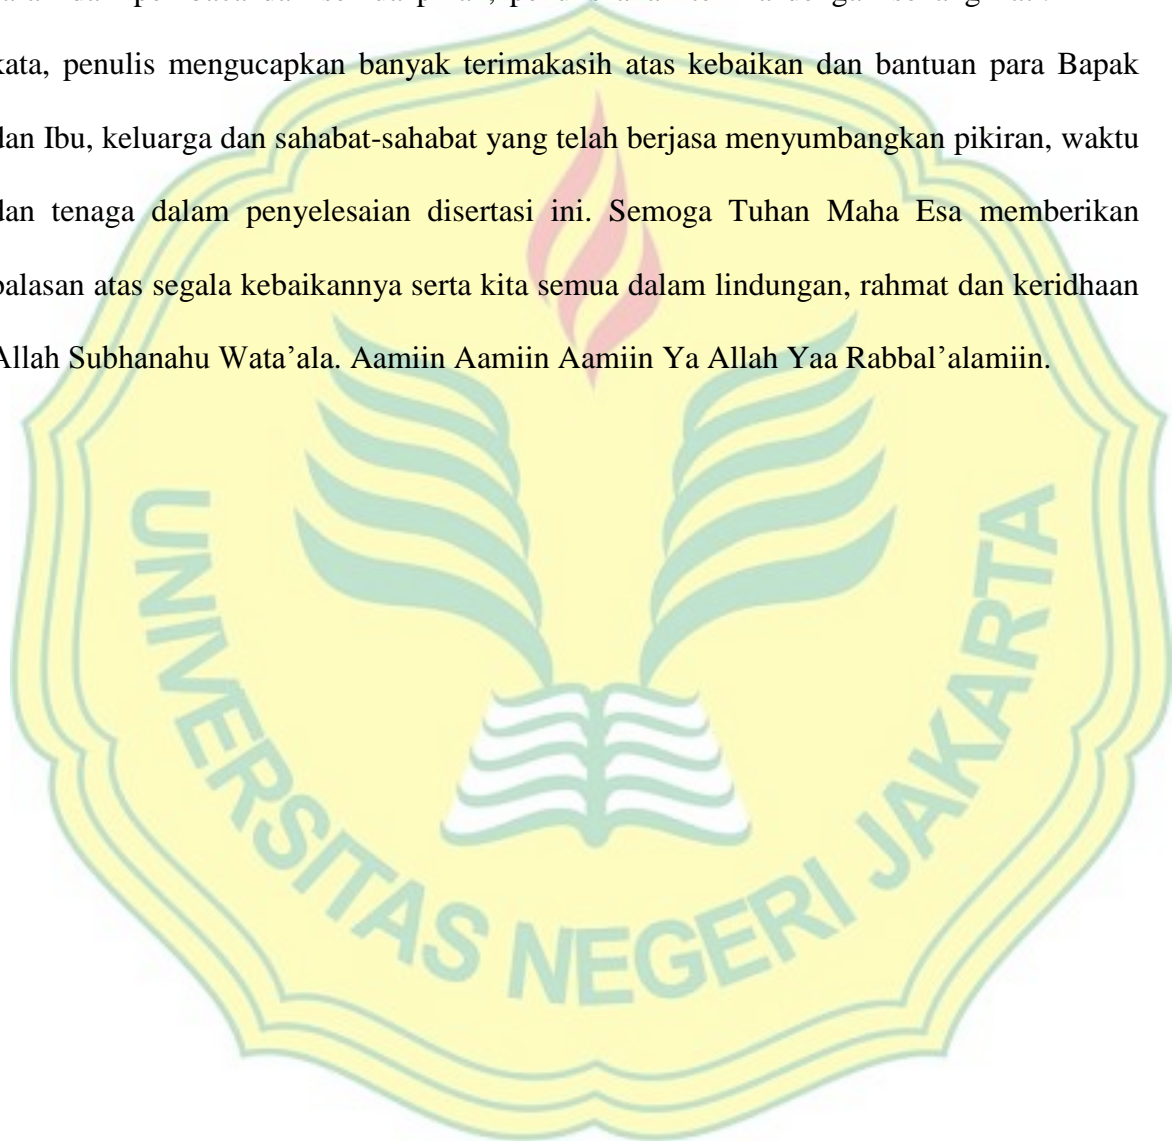 kata, penulis mengucapkan banyak terimakasih atas kebaikan dan bantuan para Bapak
dan Ibu, keluarga dan sahabat-sahabat yang telah berjasa menyumbangkan pikiran, waktu
dan tenaga dalam penyelesaian disertasi ini. Semoga Tuhan Maha Esa memberikan
balasan atas segala kebaikannya serta kita semua dalam lindungan, rahmat dan keridhaan
Allah Subhanahu Wata’ala. Aamiin Aamiin Aamiin Ya Allah Yaa Rabbal’alamiin.
UNIVERSITAS NEGERI JAKARTA